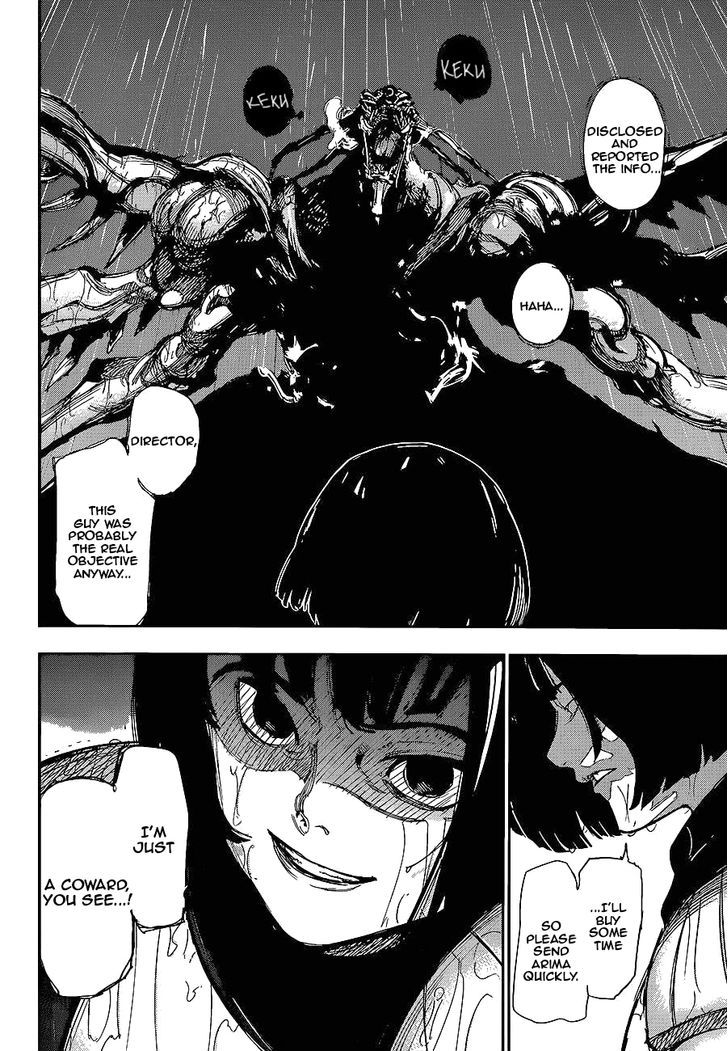 KEKU
KEKU
DISCLOSED
AND
REPORTED
THE INFO...
HAHA...
DIRECTOR,
THIS
GUY WAS
PROBABLY
THE REAL
OBJECTIVE
ANYWAY...
...I'LL
BUY
SOME
TIME
SO
PLEASE
SEND
ARIMA
QUICKLY.
I'M
JUST
A COWARD,
YOU SEE...!